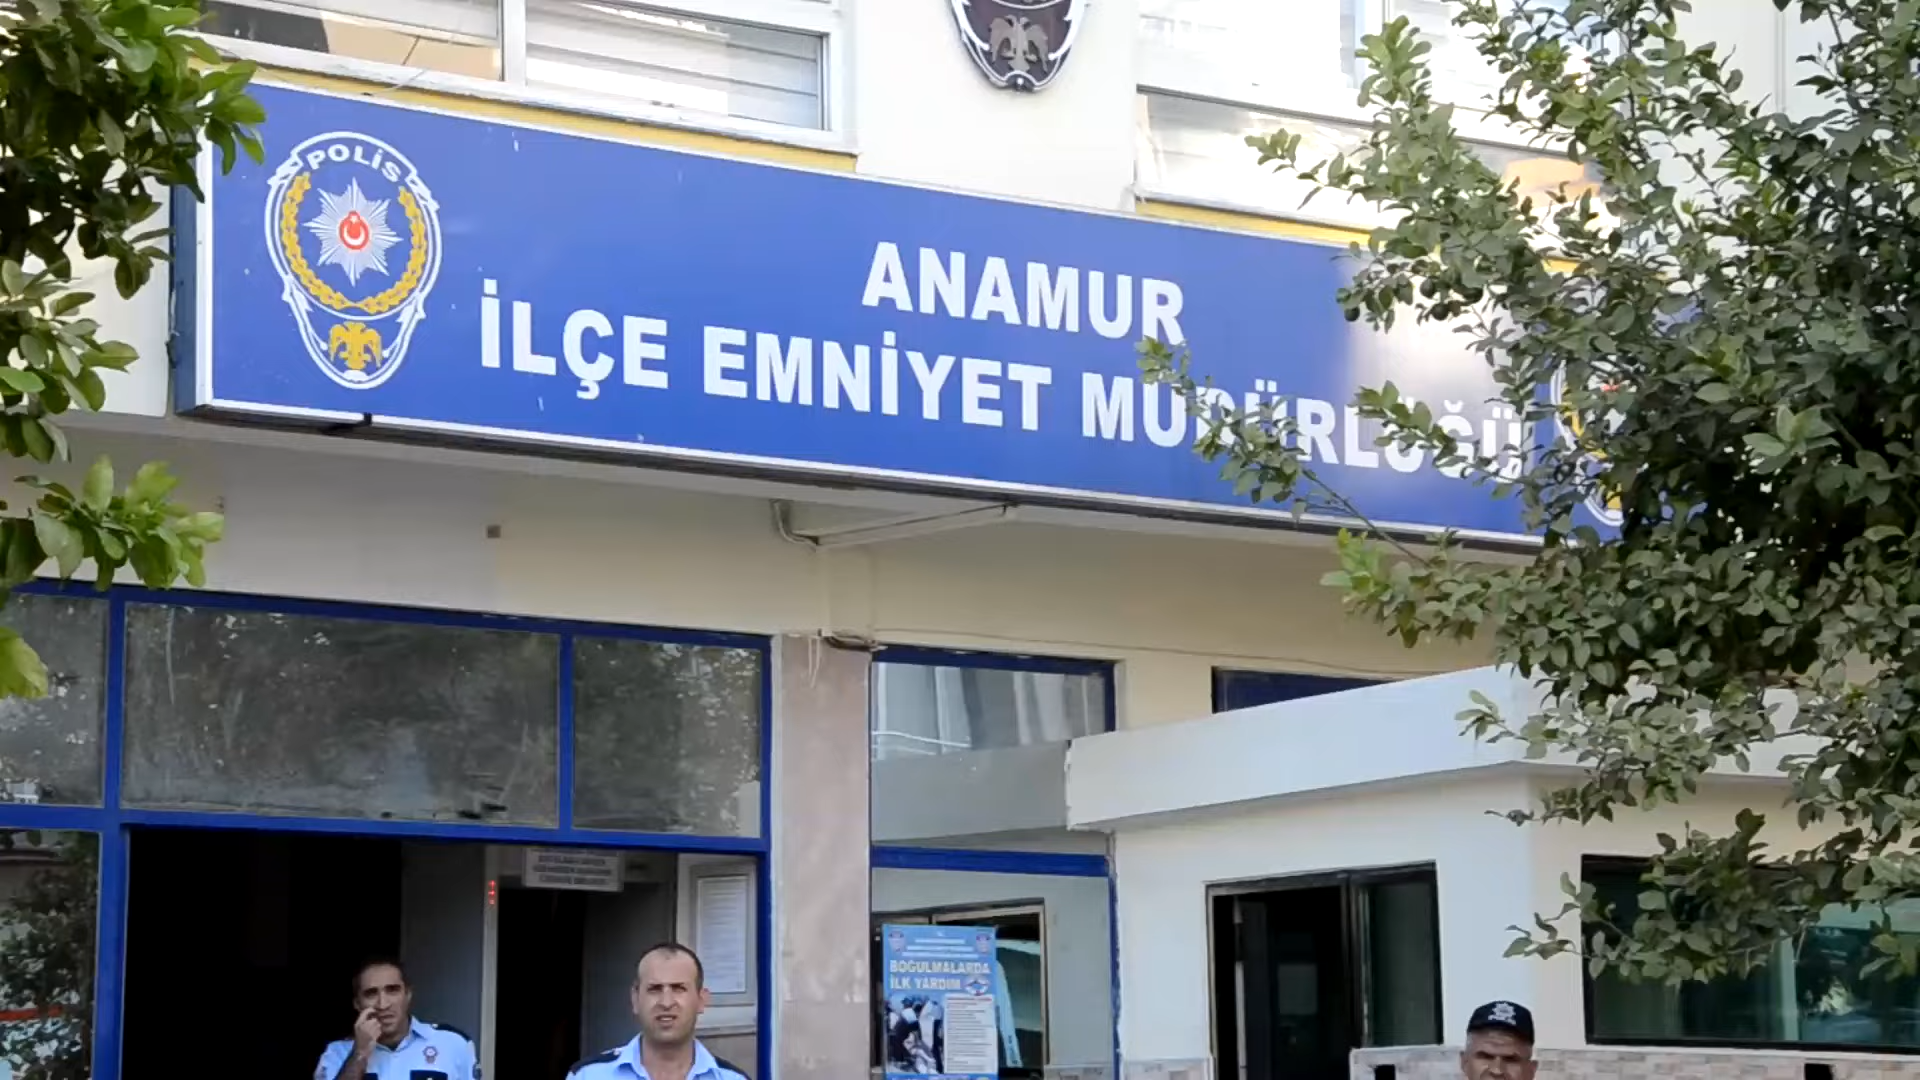 POLİS
ANAMUR
İLÇE EMNİYET MÜDÜRLÜĞÜ
BOĞULMALARDA
İLK YARDIM